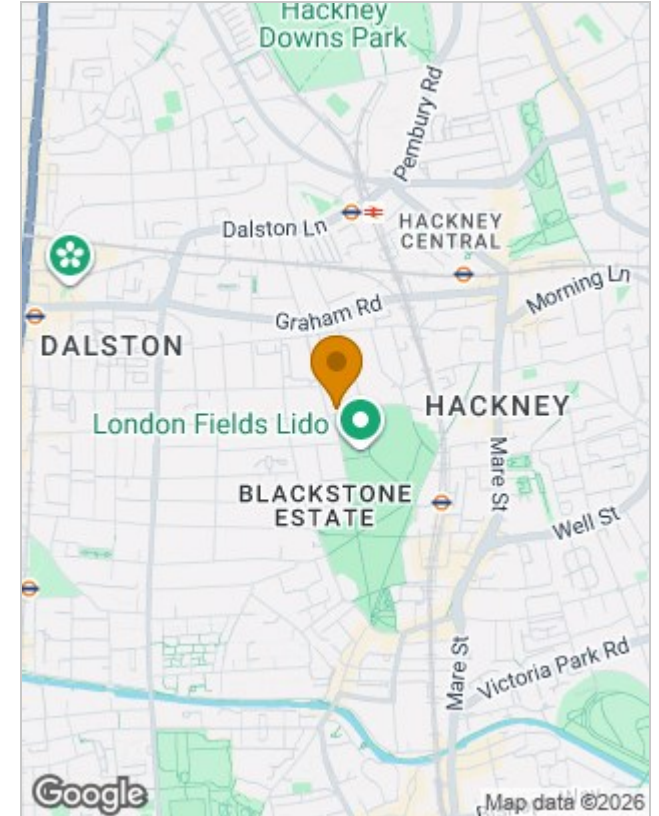 Hackney
Downs Park
Pembury Rd
Dalston Ln
HACKNEY
CENTRAL
Morning Ln
Graham Rd
DALSTON
HACKNEY
London Fields Lido
BLACKSTONE
ESTATE
Mare St
Well St
Victoria Park Rd
Mare St
Google
Map data ©2026